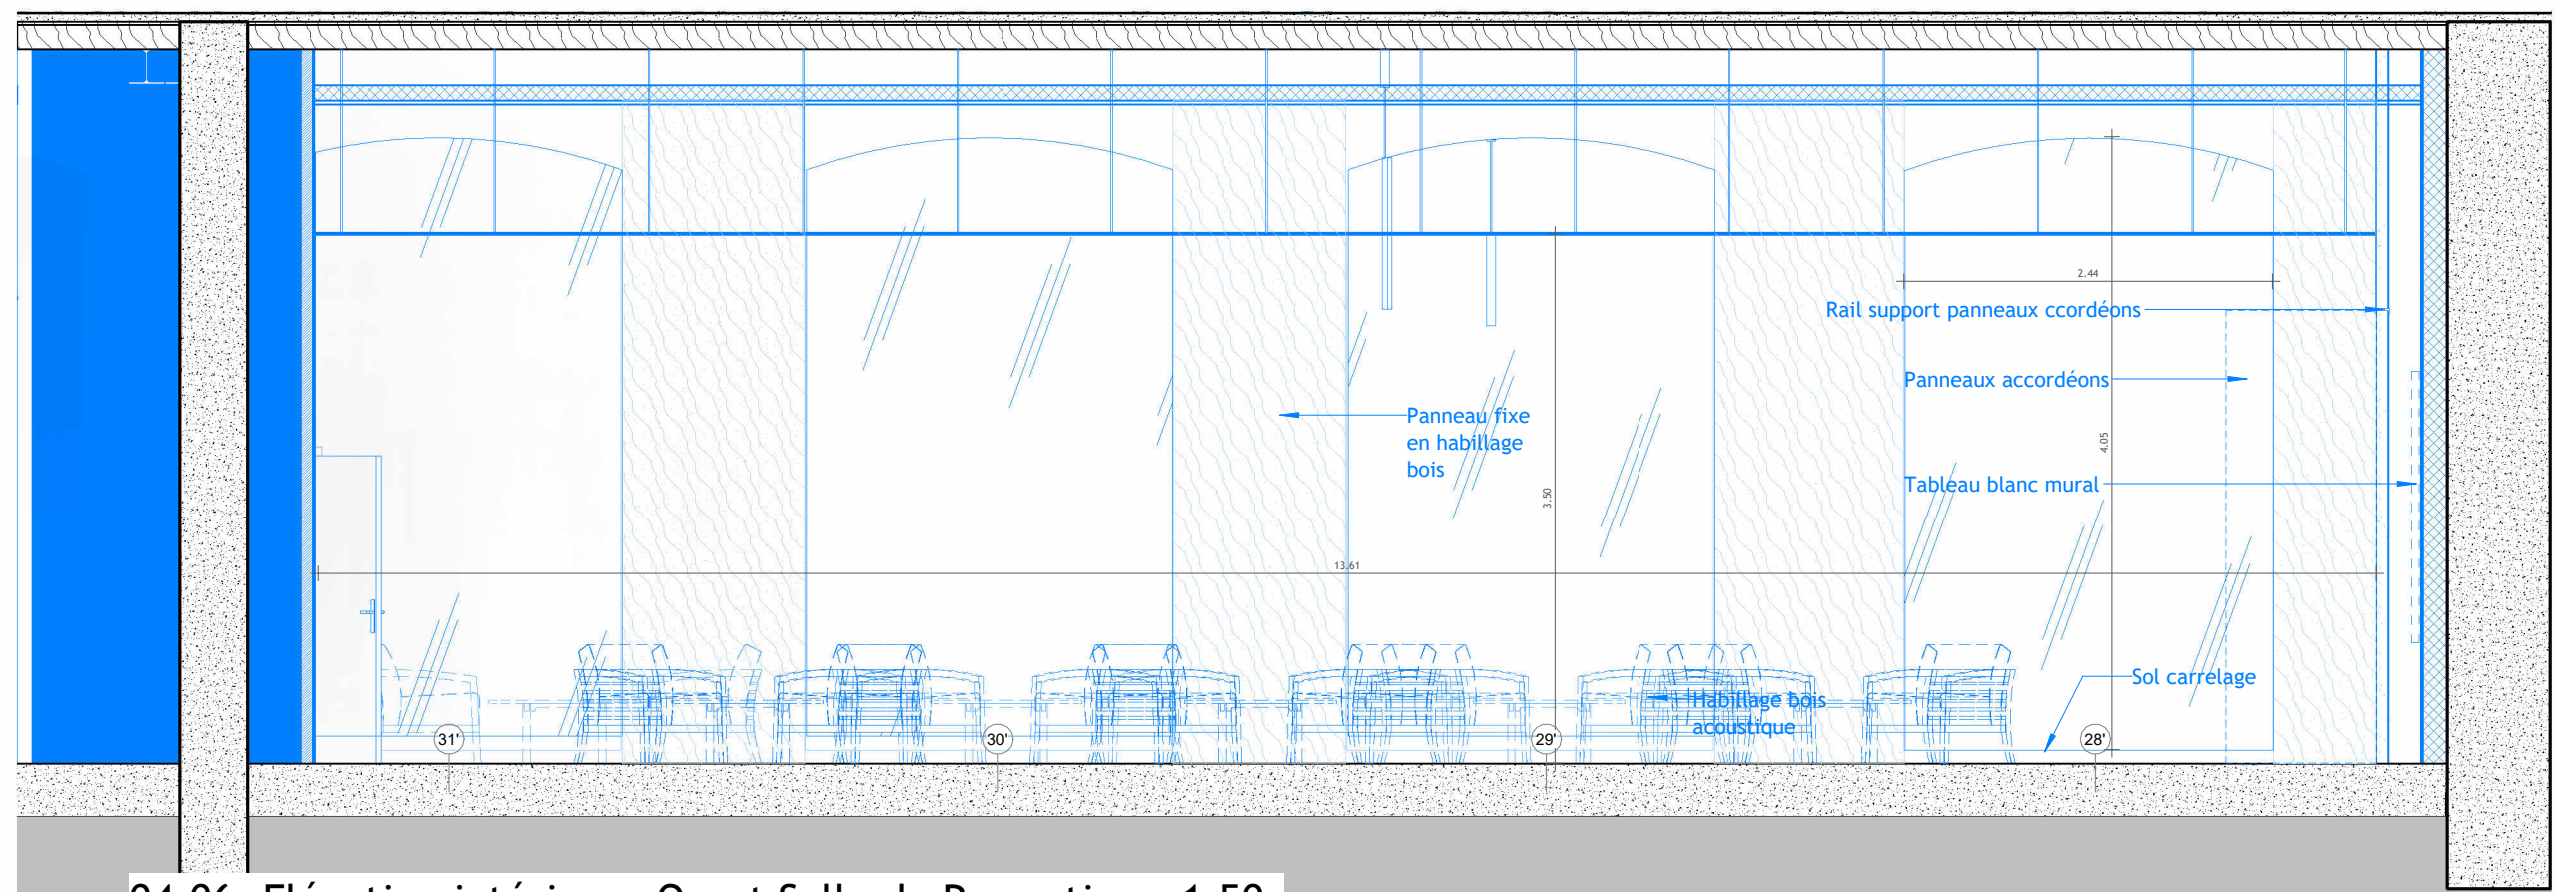 2.44
Rail support panneaux ccordéons
Panneaux accordéons
Panneau fixe
en habillage
bois
4.05
Tableau blanc mural
3.50
13.61
Sol carrelage
Habillage bois
acoustique
31'
30'
29'
28'